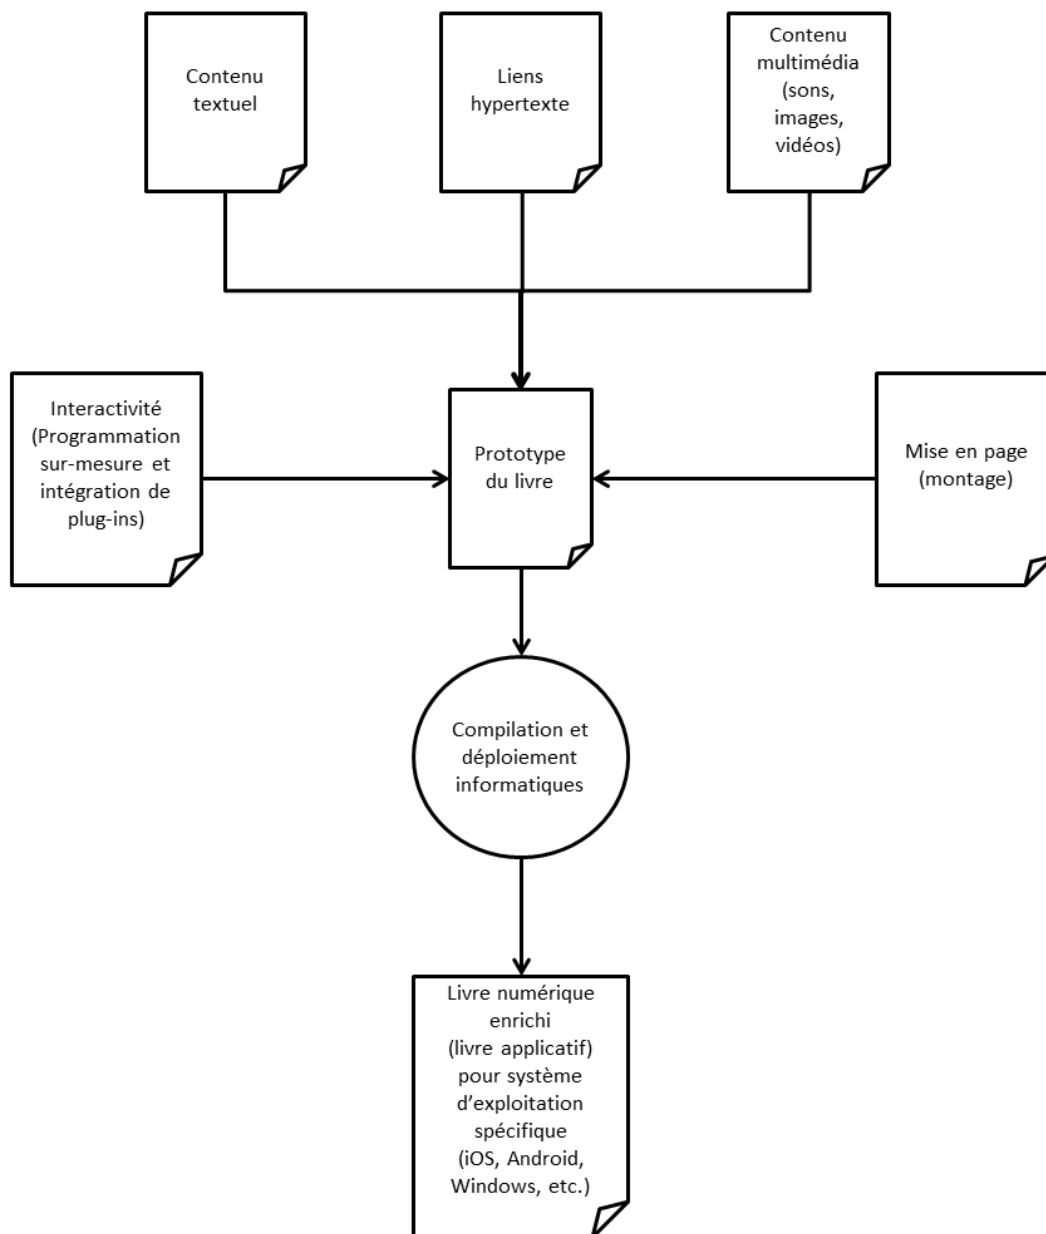 Contenu
textuel
Liens
hypertexte
Contenu
multimédia
(sons,
images,
vidéos)
Interactivité
(Programmation
sur-mesure et
intégration de
plug-ins)
Prototype
du livre
Mise en page
(montage)
Compilation et
déploiement
informatiques
Livre numérique
enrichi
(livre applicatif)
pour système
d’exploitation
spécifique
(iOS, Android,
Windows, etc.)